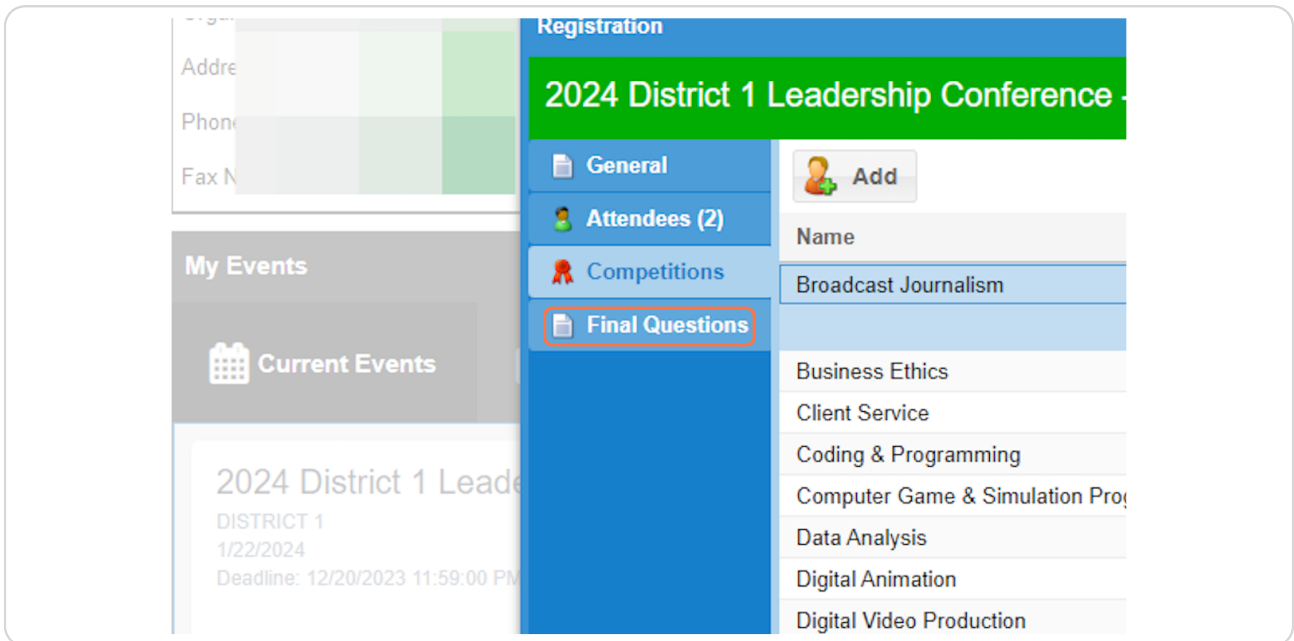 Registration
Addre
Phone
Fax N
2024 District 1 Leadership Conference -
General
Attendees (2)
Competitions
Final Questions
Add
Name
Broadcast Journalism
Business Ethics
Client Service
Coding & Programming
Computer Game & Simulation Prog
Data Analysis
Digital Animation
Digital Video Production
My Events
Current Events
2024 District 1 Leade
DISTRICT 1
1/22/2024
Deadline: 12/20/2023 11:59:00 PM